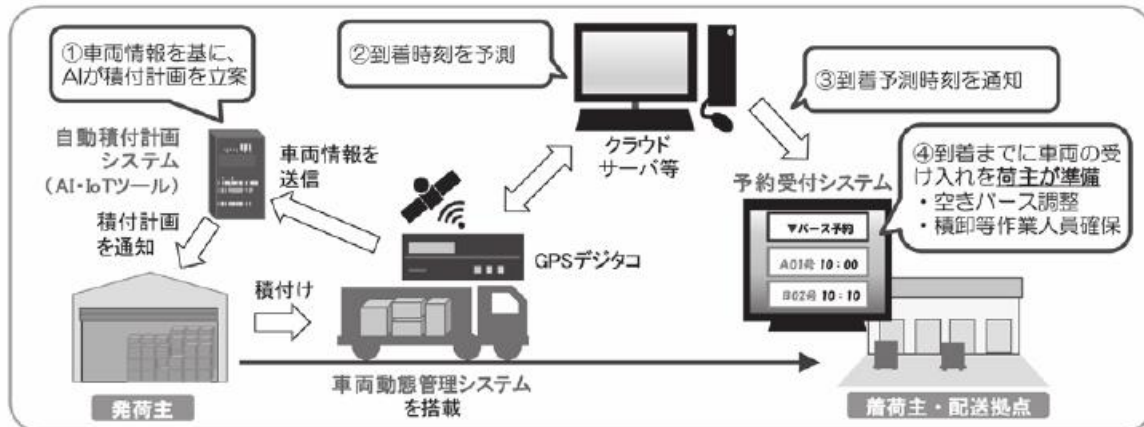 ①車両情報を基に、
AIが積付計画を立案
②到着時刻を予測
③到着予測時刻を通知
自動積付計画
システム
（AI・IoTツール）
車両情報を
送信
クラウド
サーバ等
予約受付システム
④到着までに車両の受
け入れを荷主が準備
・空きバース調整
・積卸等作業人員確保
積付計画
を通知
GPSデジタコ
▼バース予約
A01号 10：00
B02号 10：10
積付け
車両動態管理システム
を搭載
発荷主
着荷主・配送拠点